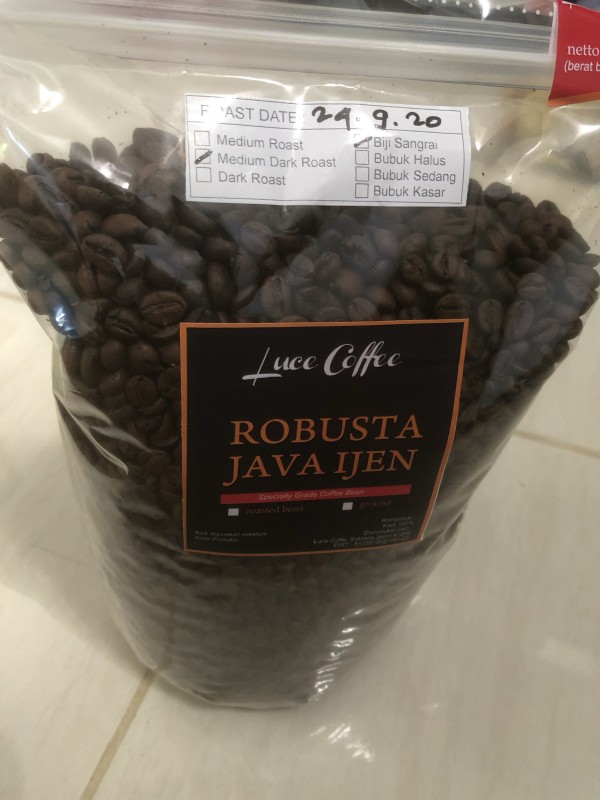 netto
(berat b
R AST DATE 29.9.20
Medium Roast
Medium Dark Roast
Dark Roast
Biji Sangrai
Bubuk Halus
Bubuk Sedang
Bubuk Kasar
Luce Coffee
ROBUSTA
JAVA IJEN
Specialty Grade Coffee Bean
roasted bean
ground